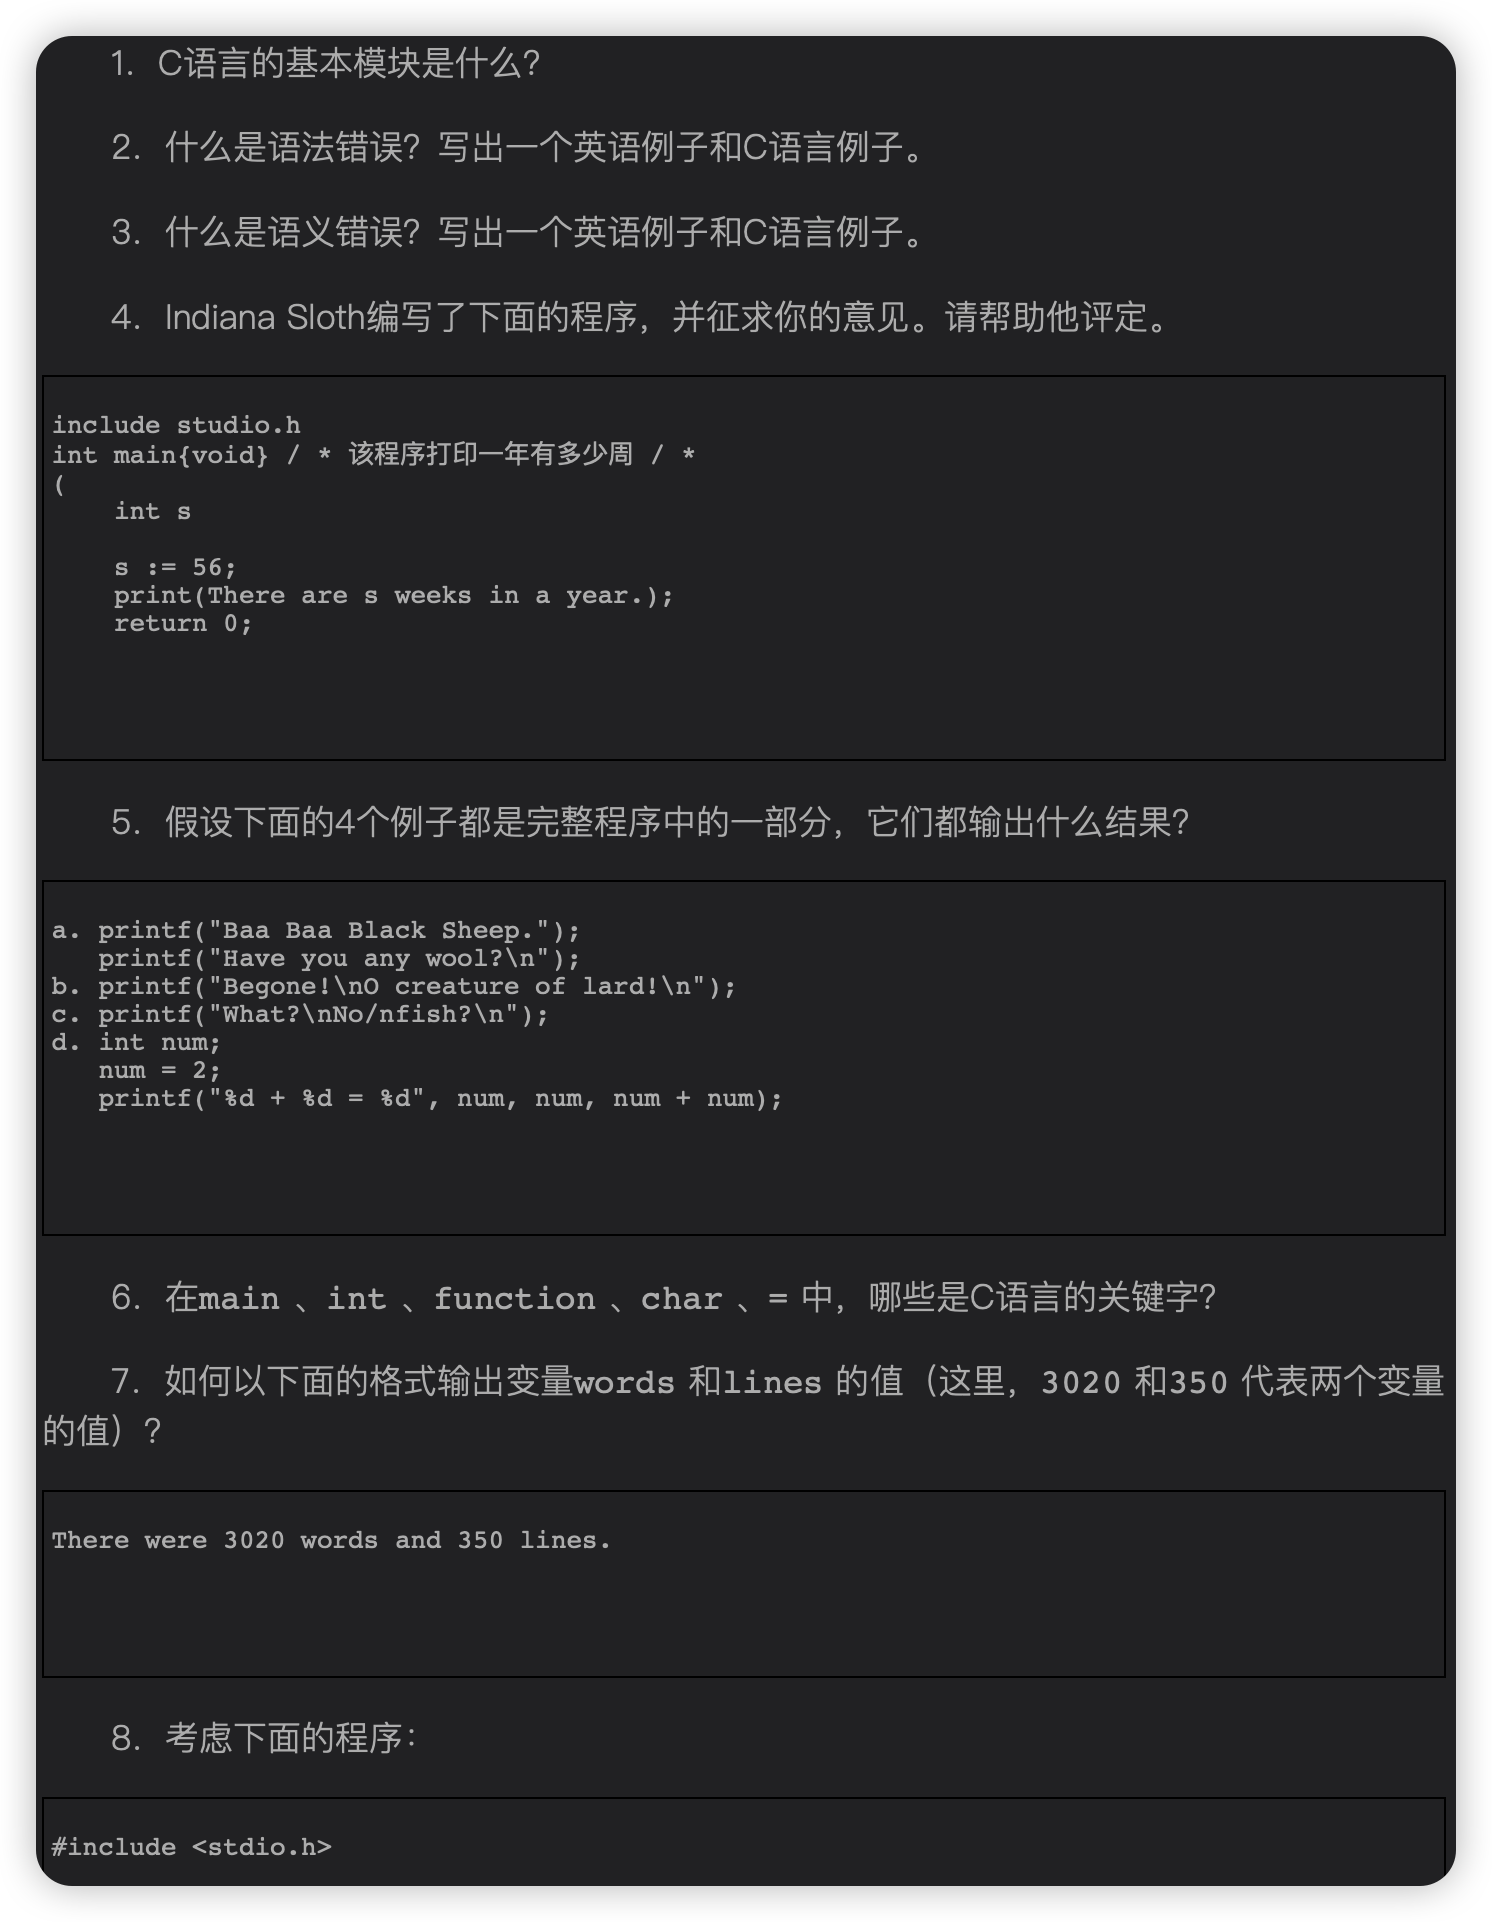 1. C语言的基本模块是什么？
2. 什么是语法错误？写出一个英语例子和C语言例子。
3. 什么是语义错误？写出一个英语例子和C语言例子。
4. Indiana Sloth编写了下面的程序，并征求你的意见。请帮助他评定。
include studio.h
int main{void} / * 该程序打印一年有多少周 / *
(
    int s
    s := 56;
    print(There are s weeks in a year.);
    return 0;
5. 假设下面的4个例子都是完整程序中的一部分，它们都输出什么结果？
a. printf("Baa Baa Black Sheep.");
   printf("Have you any wool?\n");
b. printf("Begone!\nO creature of lard!\n");
c. printf("What?\nNo/nfish?\n");
d. int num;
   num = 2;
   printf("%d + %d = %d", num, num, num + num);
6. 在main 、int 、function 、char 、= 中，哪些是C语言的关键字？
7. 如何以下面的格式输出变量words 和lines 的值（这里，3020 和350 代表两个变量
的值）？
There were 3020 words and 350 lines.
8. 考虑下面的程序：
#include <stdio.h>